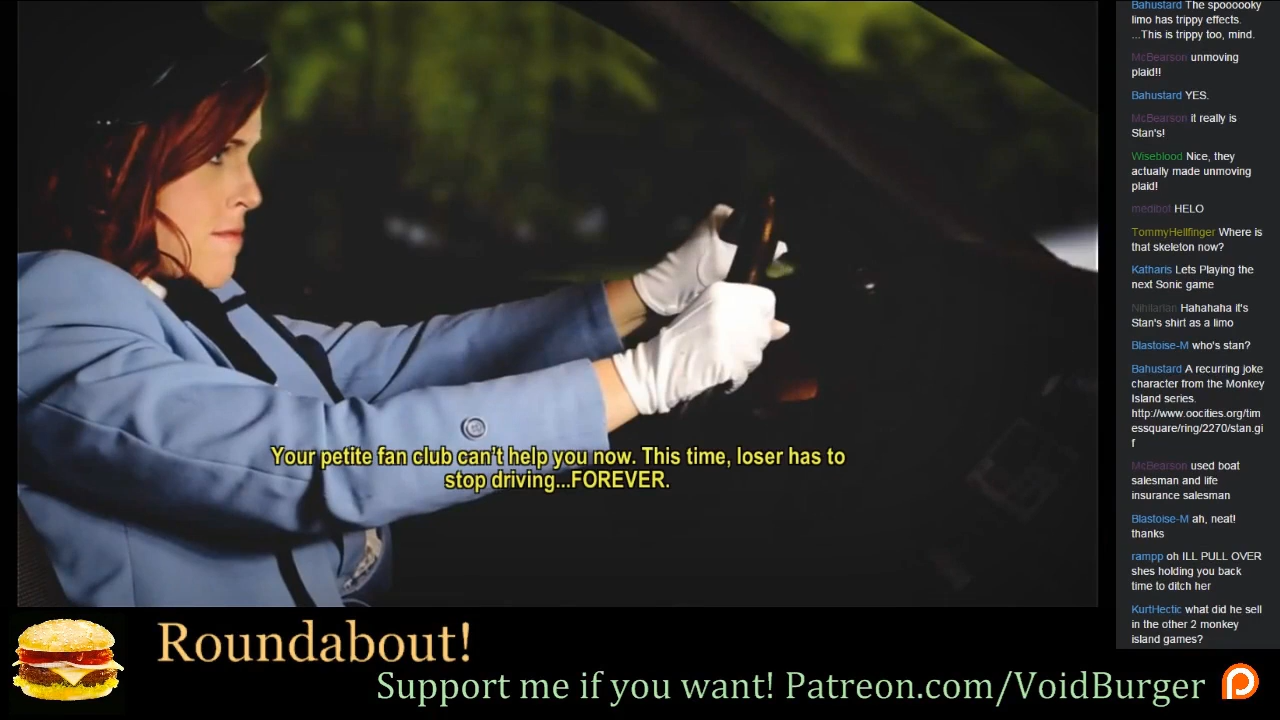 Your petite fan club can't help you now. This time, loser has to
stop driving...FOREVER.
Roundabout!
Support me if you want! Patreon.com/VoidBurger
Bahustard The spoooooky
limo has trippy effects.
...This is trippy too, mind.
McBearson unmoving
plaid!!
Bahustard YES.
McBearson it really is
Stan's!
Wiseblood Nice, they
actually made unmoving
plaid!
medibot HELO
TommyHellfinger Where is
that skeleton now?
Katharis Lets Playing the
next Sonic game
Nihilarian Hahahaha it's
Stan's shirt as a limo
Blastoise-M who's stan?
Bahustard A recurring joke
character from the Monkey
Island series.
http://www.oocities.org/tim
essquare/ring/2270/stan.gi
f
McBearson used boat
salesman and life
insurance salesman
Blastoise-M ah, neat!
thanks
rampp oh ILL PULL OVER
shes holding you back
time to ditch her
KurtHectic what did he sell
in the other 2 monkey
island games?